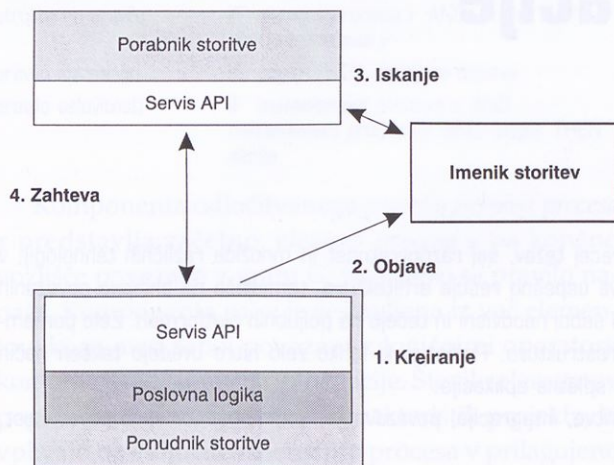 Porabnik storitve
Servis API
3. Iskanje
Imenik storitev
4. Zahteva
2. Objava
Servis API
1. Kreiranje
Poslovna logika
Ponudnik storitve